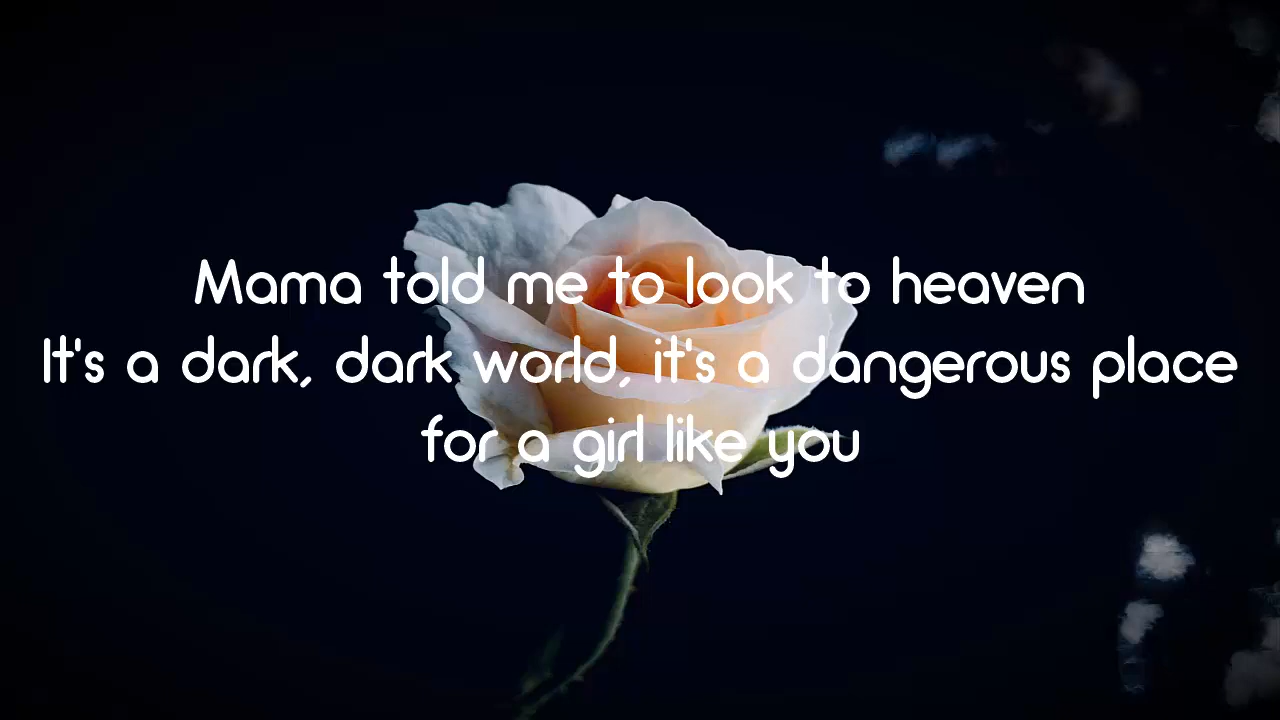 Mama told me to look to heaven
It's a dark, dark world, it's a dangerous place
for a girl like you